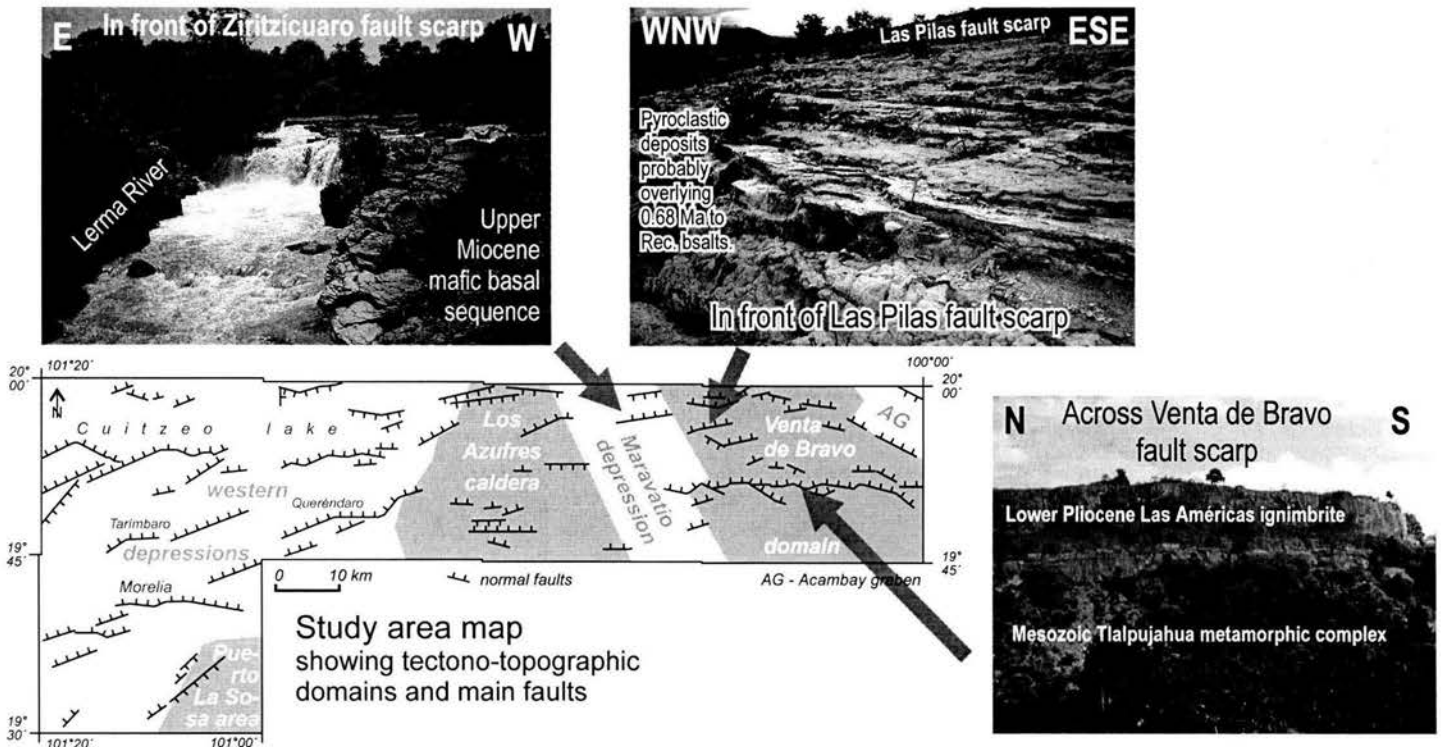 E In front of Ziritzícuaro fault scarp W
Lerma River
Upper
Miocene
mafic basal
sequence
WNW Las Pilas fault scarp ESE
Pyroclastic
deposits
probably
overlying
0.68 Ma to
Rec. bsalts.
In front of Las Pilas fault scarp
101°20´
100°00´
20°
00´
20°
00´
N
Cuitzeo lake
Los
Azufres
caldera
Maravatio
depression
Venta
de Bravo
domain
AG
western
depressions
Queréndaro
Tarímbaro
19°
45´
19°
45´
Morelia
0 10 km
normal faults
AG - Acambay graben
Study area map
showing tectono-topographic
domains and main faults
Pue-
rto
La So-
sa area
19°
30´
101°20´
101°00´
N Across Venta de Bravo S
fault scarp
Lower Pliocene Las Américas ignimbrite
Mesozoic Tlalpujahua metamorphic complex